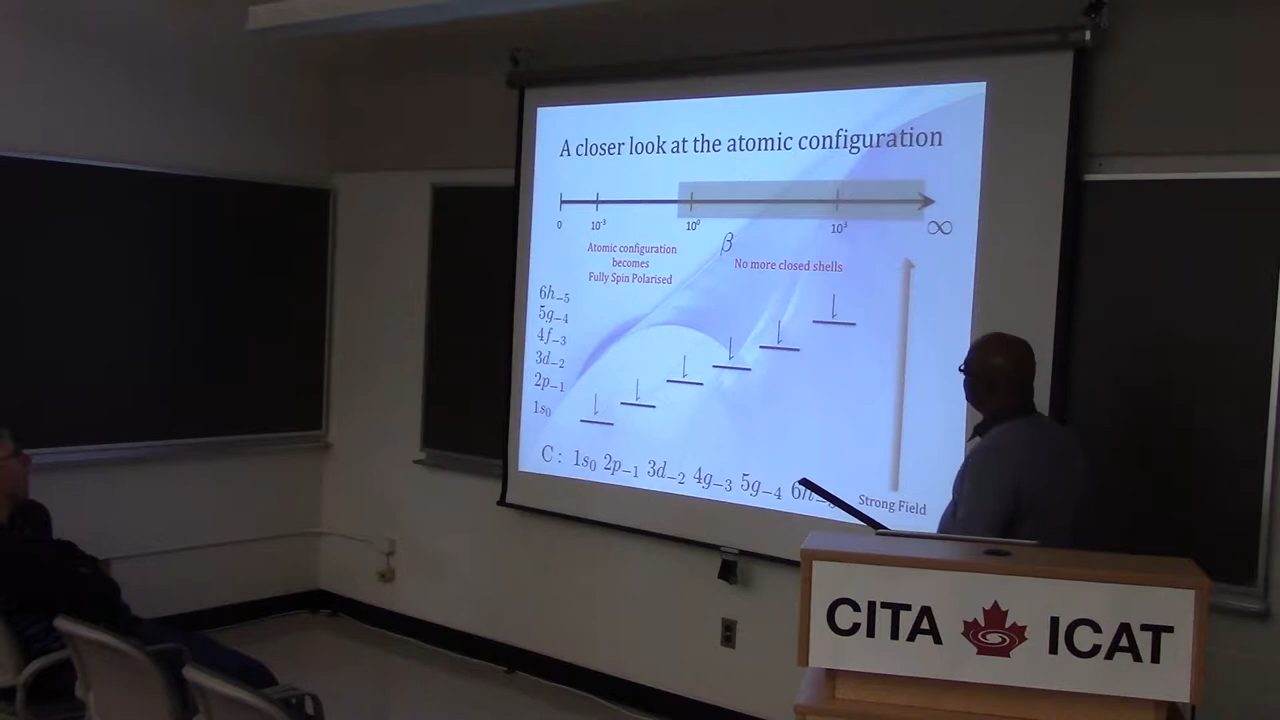 A closer look at the atomic configuration
0 10⁻³ 10⁰ 10³ ∞
β
Atomic configuration
becomes
Fully Spin Polarised
No more closed shells
6h₋₅
5g₋₄
4f₋₃
3d₋₂
2p₋₁
1s₀
C : 1s₀ 2p₋₁ 3d₋₂ 4g₋₃ 5g₋₄
Strong Field
CITA ICAT